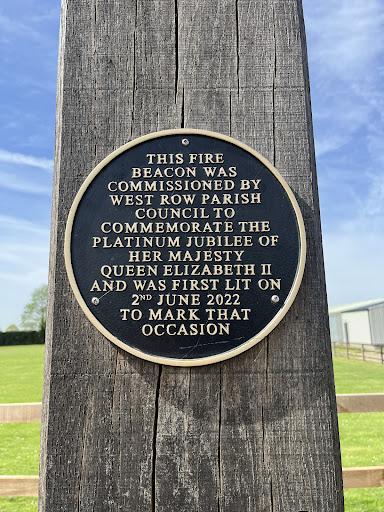 THIS FIRE
BEACON WAS
COMMISSIONED BY
WEST ROW PARISH
COUNCIL TO
COMMEMORATE THE
PLATINUM JUBILEE OF
HER MAJESTY
QUEEN ELIZABETH II
AND WAS FIRST LIT ON
2ND JUNE 2022
TO MARK THAT
OCCASION